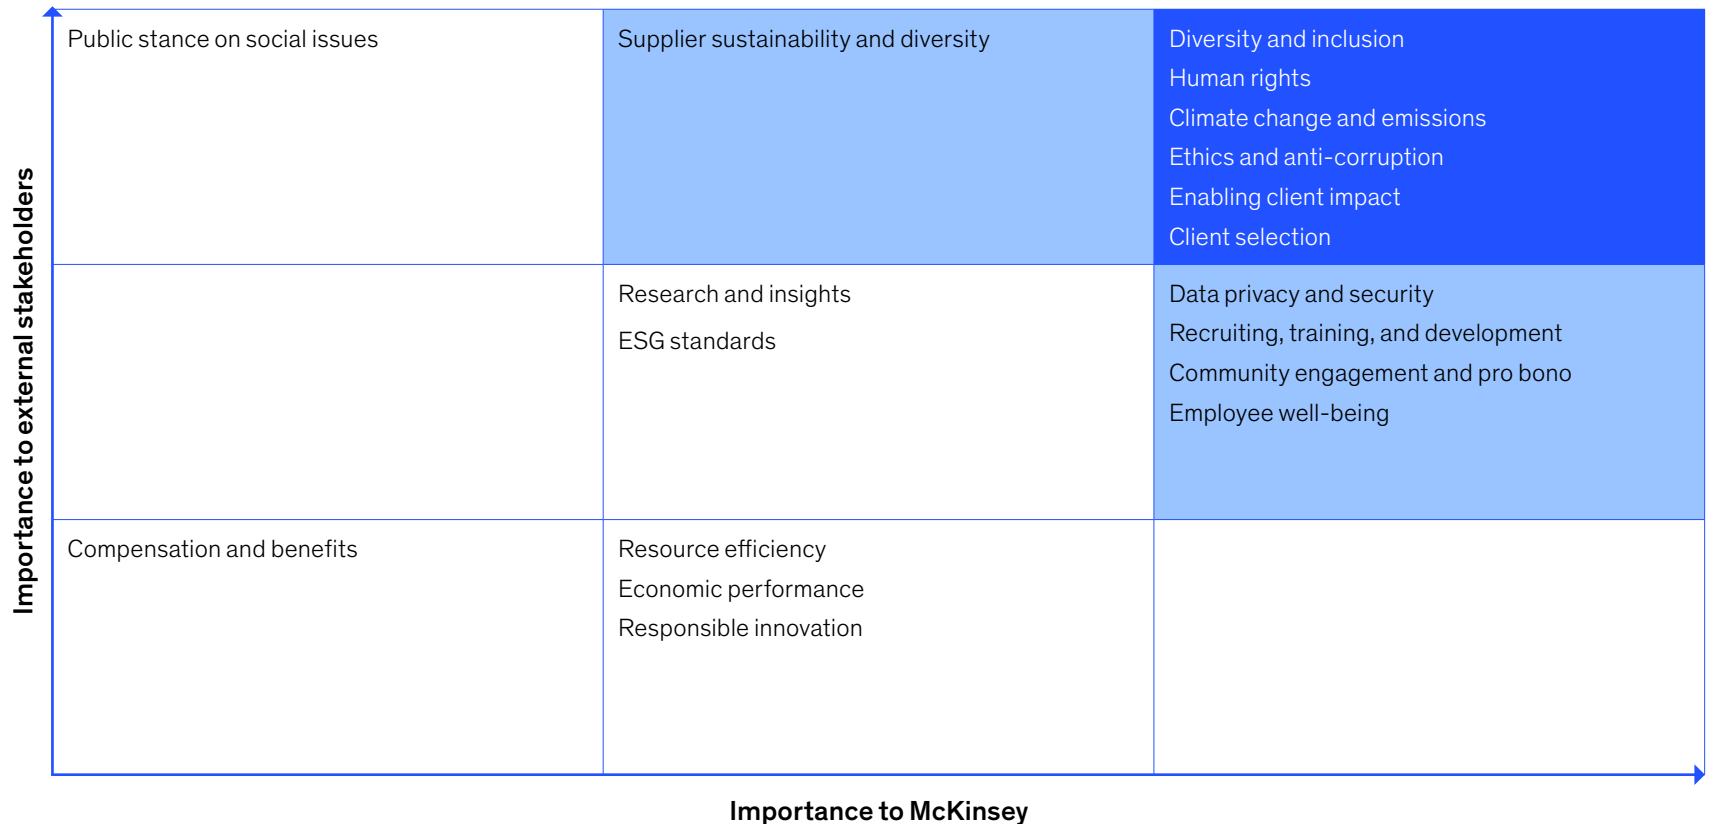 Importance to external stakeholders
Public stance on social issues
Supplier sustainability and diversity
Diversity and inclusion
Human rights
Climate change and emissions
Ethics and anti-corruption
Enabling client impact
Client selection
Research and insights
ESG standards
Data privacy and security
Recruiting, training, and development
Community engagement and pro bono
Employee well-being
Compensation and benefits
Resource efficiency
Economic performance
Responsible innovation
Importance to McKinsey